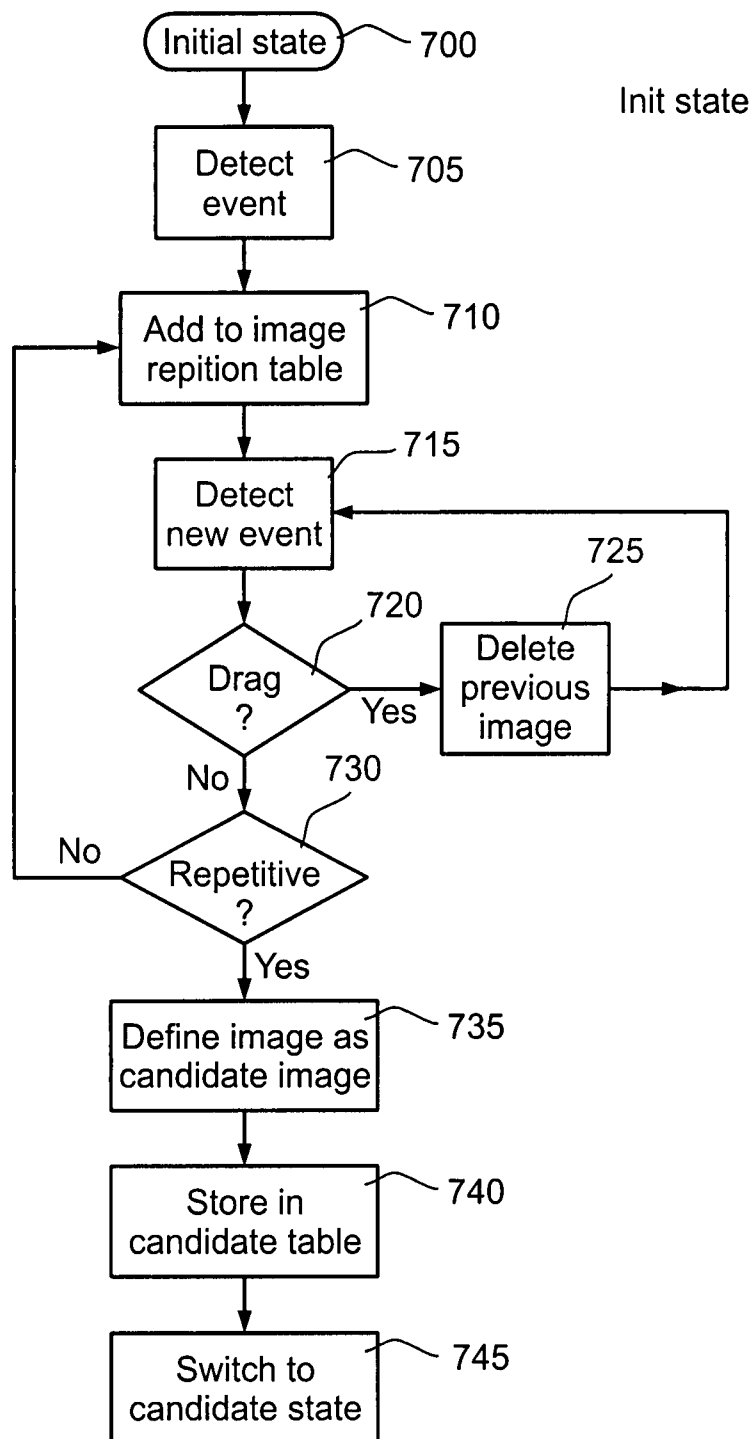 Initial state
700
Init state
Detect
event
705
Add to image
repition table
710
Detect
new event
715
Drag
?
720
Yes
Delete
previous
image
725
No
Repetitive
?
730
No
Yes
Define image as
candidate image
735
Store in
candidate table
740
Switch to
candidate state
745